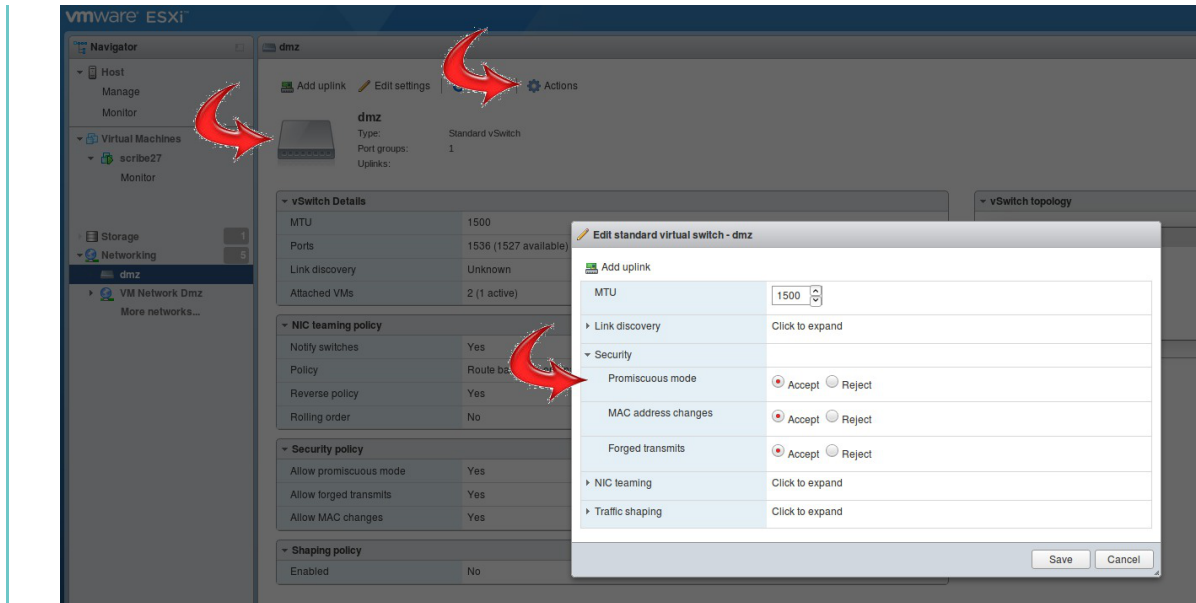 vmware ESXi™
Navigator
dmz
Host
Manage
Monitor
Virtual Machines
scribe27
Monitor
Storage 1
Networking 5
dmz
VM Network Dmz
More networks...
Add uplink Edit settings Actions
dmz
Type: Standard vSwitch
Port groups: 1
Uplinks:
vSwitch Details
MTU 1500
Ports 1536 (1527 available)
Link discovery Unknown
Attached VMs 2 (1 active)
NIC teaming policy
Notify switches Yes
Policy Route
Reverse policy Yes
Rolling order No
Security policy
Allow promiscuous mode Yes
Allow forged transmits Yes
Allow MAC changes Yes
Shaping policy
Enabled No
vSwitch topology
Edit standard virtual switch - dmz
Add uplink
MTU 1500
Link discovery Click to expand
Security
Promiscuous mode Accept Reject
MAC address changes Accept Reject
Forged transmits Accept Reject
NIC teaming Click to expand
Traffic shaping Click to expand
Save Cancel